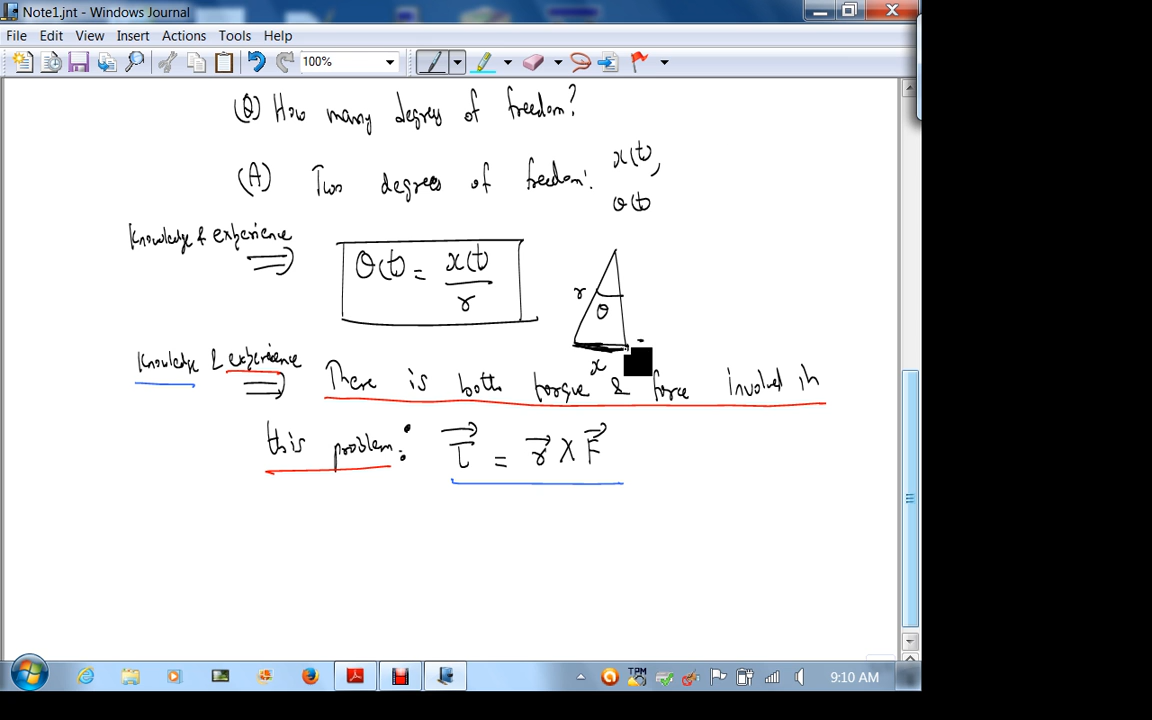 Note1.jnt - Windows Journal
File Edit View Insert Actions Tools Help
100%
(Q) How many degrees of freedom?
(A) Two degrees of freedom: x(t),
θ(t)
Knowledge & experience ⇒ θ(t) = x(t)/r
r
θ
x
Knowledge & experience ⇒ There is both torque & force involved in
this problem: τ⃗ = r⃗ X F⃗
TPM
9:10 AM